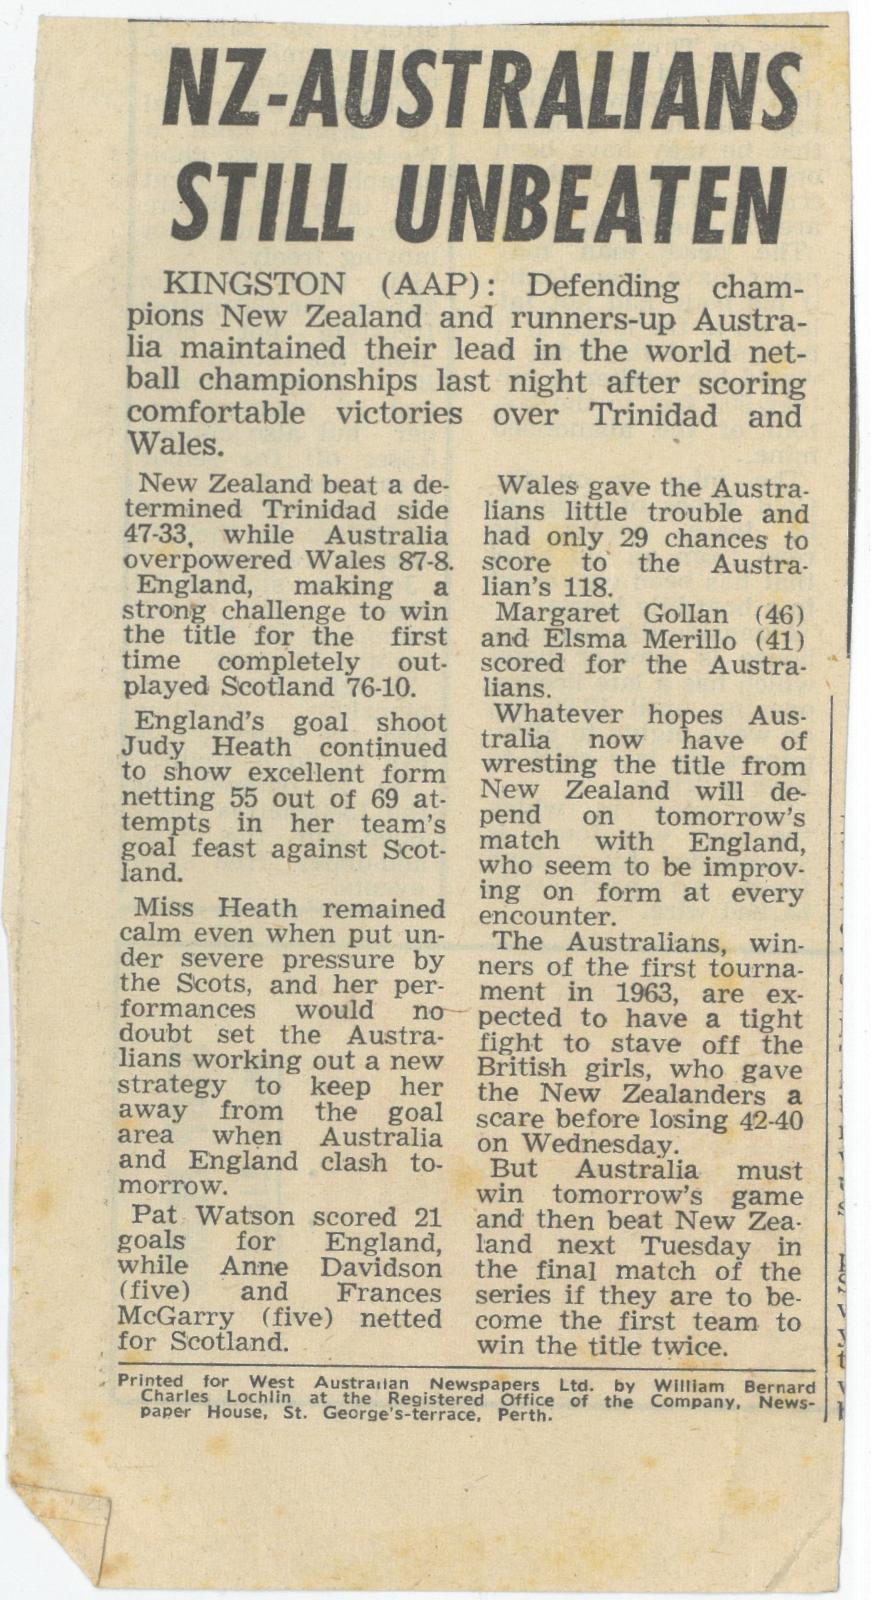 NZ-AUSTRALIANS
STILL UNBEATEN
KINGSTON (AAP): Defending cham-
pions New Zealand and runners-up Austra-
lia maintained their lead in the world net-
ball championships last night after scoring
comfortable victories over Trinidad and
Wales.
New Zealand beat a de-
termined Trinidad side
47-33, while Australia
overpowered Wales 87-8.
England, making a
strong challenge to win
the title for the first
time completely out-
played Scotland 76-10.
England's goal shoot
Judy Heath continued
to show excellent form
netting 55 out of 69 at-
tempts in her team's
goal feast against Scot-
land.
Miss Heath remained
calm even when put un-
der severe pressure by
the Scots, and her per-
formances would no
doubt set the Austra-
lians working out a new
strategy to keep her
away from the goal
area when Australia
and England clash to-
morrow.
Pat Watson scored 21
goals for England,
while Anne Davidson
(five) and Frances
McGarry (five) netted
for Scotland.
Wales gave the Austra-
lians little trouble and
had only 29 chances to
score to the Austra-
lian's 118.
Margaret Gollan (46)
and Elsma Merillo (41)
scored for the Austra-
lians.
Whatever hopes Aus-
tralia now have of
wresting the title from
New Zealand will de-
pend on tomorrow's
match with England,
who seem to be improv-
ing on form at every
encounter.
The Australians, win-
ners of the first tourna-
ment in 1963, are ex-
pected to have a tight
fight to stave off the
British girls, who gave
the New Zealanders a
scare before losing 42-40
on Wednesday.
But Australia must
win tomorrow's game
and then beat New Zea-
land next Tuesday in
the final match of the
series if they are to be-
come the first team to
win the title twice.
Printed for West Australian Newspapers Ltd. by William Bernard
Charles Lochlin at the Registered Office of the Company, News-
paper House, St. George's-terrace, Perth.